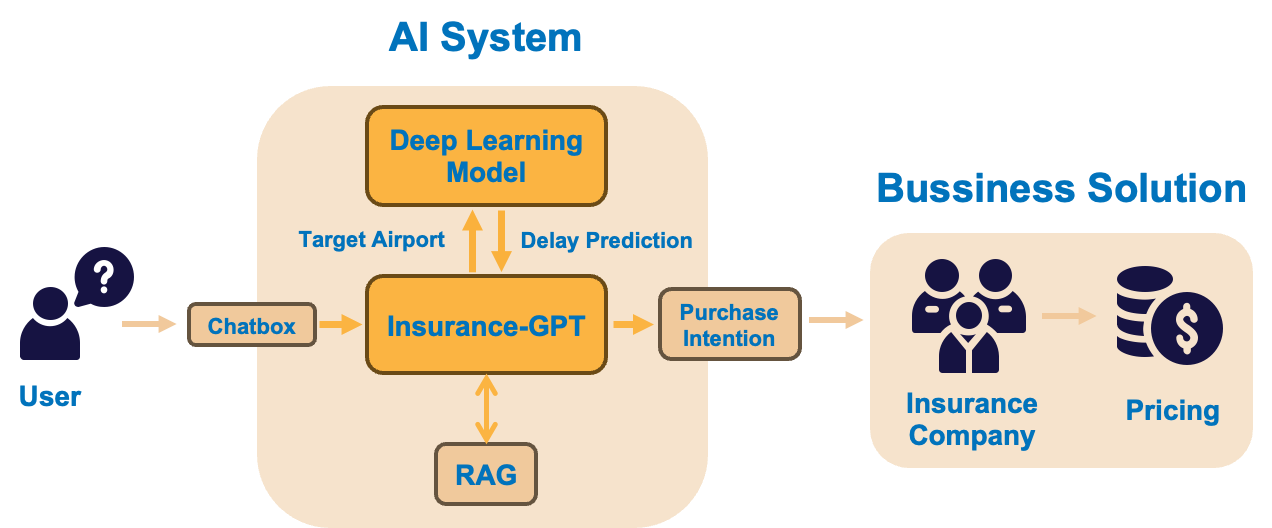 AI System
Deep Learning
Model
Target Airport
Delay Prediction
Bussiness Solution
?
User
Chatbox
Insurance-GPT
Purchase
Intention
RAG
$
Insurance
Company
Pricing